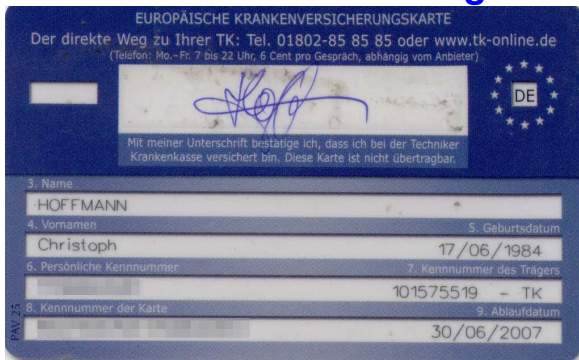 EUROPÄISCHE KRANKENVERSICHERUNGSKARTE
Der direkte Weg zu Ihrer TK: Tel. 01802-85 85 85 oder www.tk-online.de
(Telefon: Mo.–Fr. 7 bis 22 Uhr, 6 Cent pro Gespräch, abhängig vom Anbieter)
DE
Mit meiner Unterschrift bestätige ich, dass ich bei der Techniker
Krankenkasse versichert bin. Diese Karte ist nicht übertragbar.
3. Name
HOFFMANN
4. Vornamen 5. Geburtsdatum
Christoph 17/06/1984
6. Persönliche Kennnummer 7. Kennnummer des Trägers
101575519 – TK
8. Kennnummer der Karte 9. Ablaufdatum
30/06/2007
PAV 25